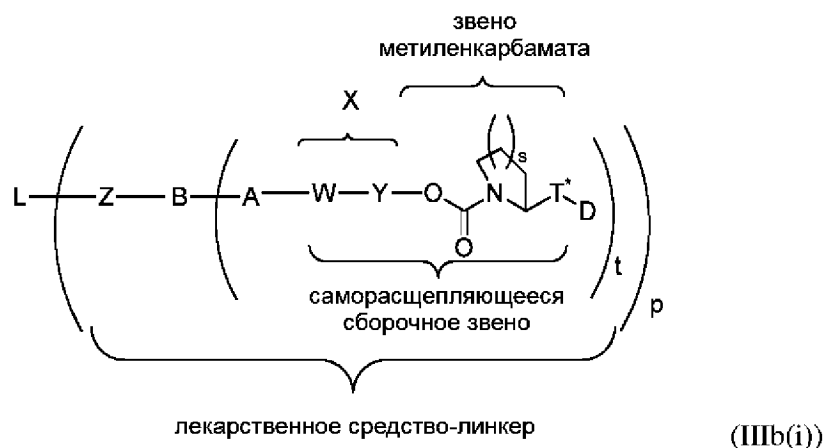 звено
метиленкарбамата
X
s
L Z B A W Y O N T* D
O
t
саморасщепляющееся
сборочное звено
p
лекарственное средство-линкер
(IIIb(i))